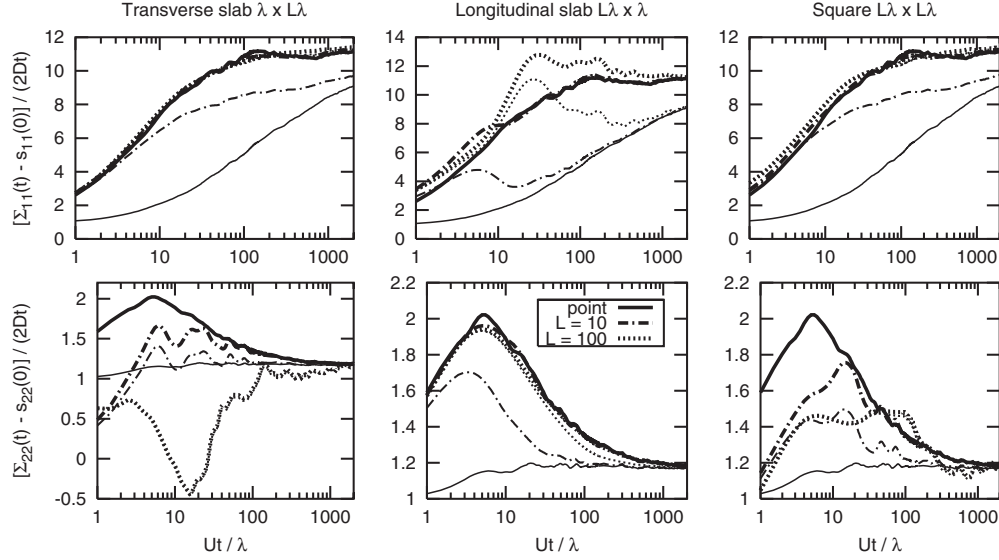 Transverse slab λ x Lλ
Longitudinal slab Lλ x λ
Square Lλ x Lλ
[Σ11(t) - s11(0)] / (2Dt)
12
10
8
6
4
2
0
1 10 100 1000
14
12
10
8
6
4
2
0
1 10 100 1000
12
10
8
6
4
2
0
1 10 100 1000
[Σ22(t) - s22(0)] / (2Dt)
2
1.5
1
0.5
0
-0.5
1 10 100 1000
Ut / λ
2.2
2
1.8
1.6
1.4
1.2
1
point
L = 10
L = 100
1 10 100 1000
Ut / λ
2.2
2
1.8
1.6
1.4
1.2
1
1 10 100 1000
Ut / λ